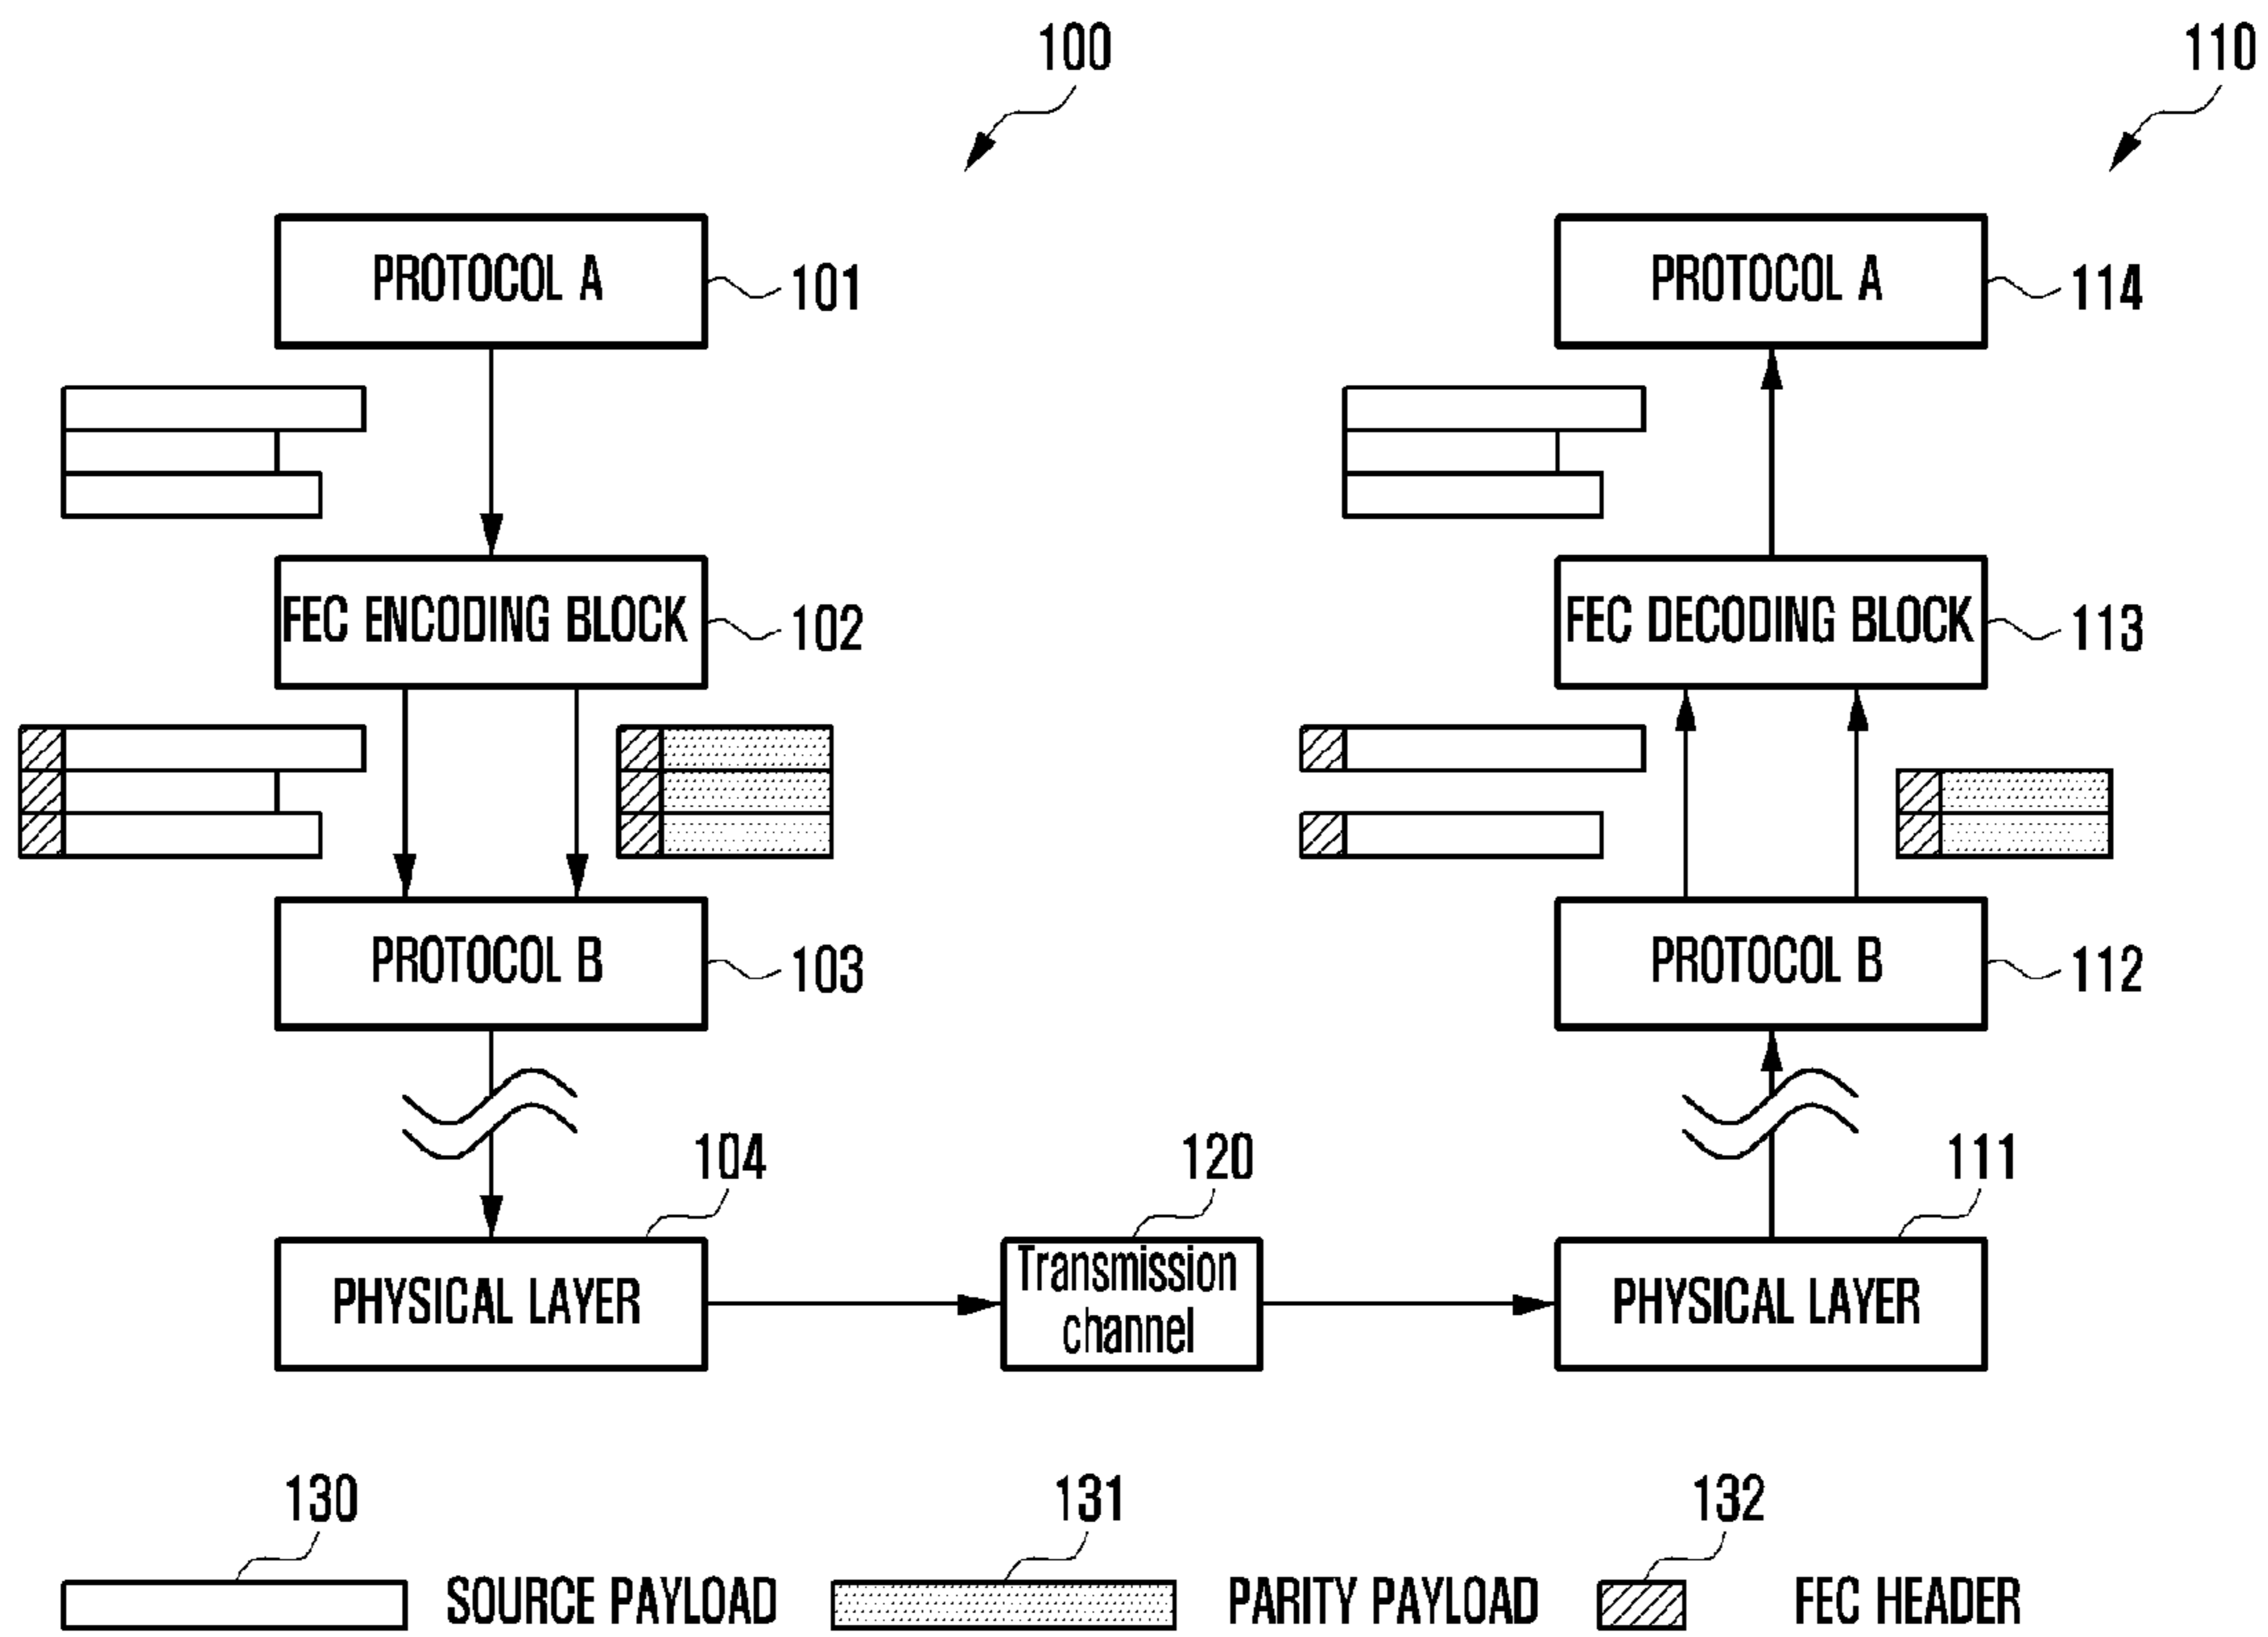 100
110
PROTOCOL A
101
PROTOCOL A
114
FEC ENCODING BLOCK
102
FEC DECODING BLOCK
113
PROTOCOL B
103
PROTOCOL B
112
104
120
111
PHYSICAL LAYER
Transmission
channel
PHYSICAL LAYER
130
131
132
SOURCE PAYLOAD
PARITY PAYLOAD
FEC HEADER